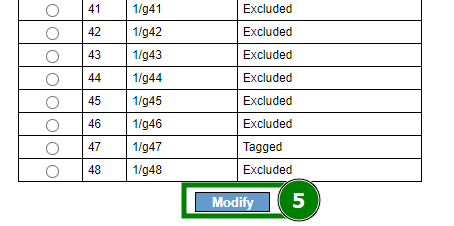 41 1/g41 Excluded
42 1/g42 Excluded
43 1/g43 Excluded
44 1/g44 Excluded
45 1/g45 Excluded
46 1/g46 Excluded
47 1/g47 Tagged
48 1/g48 Excluded
Modify 5